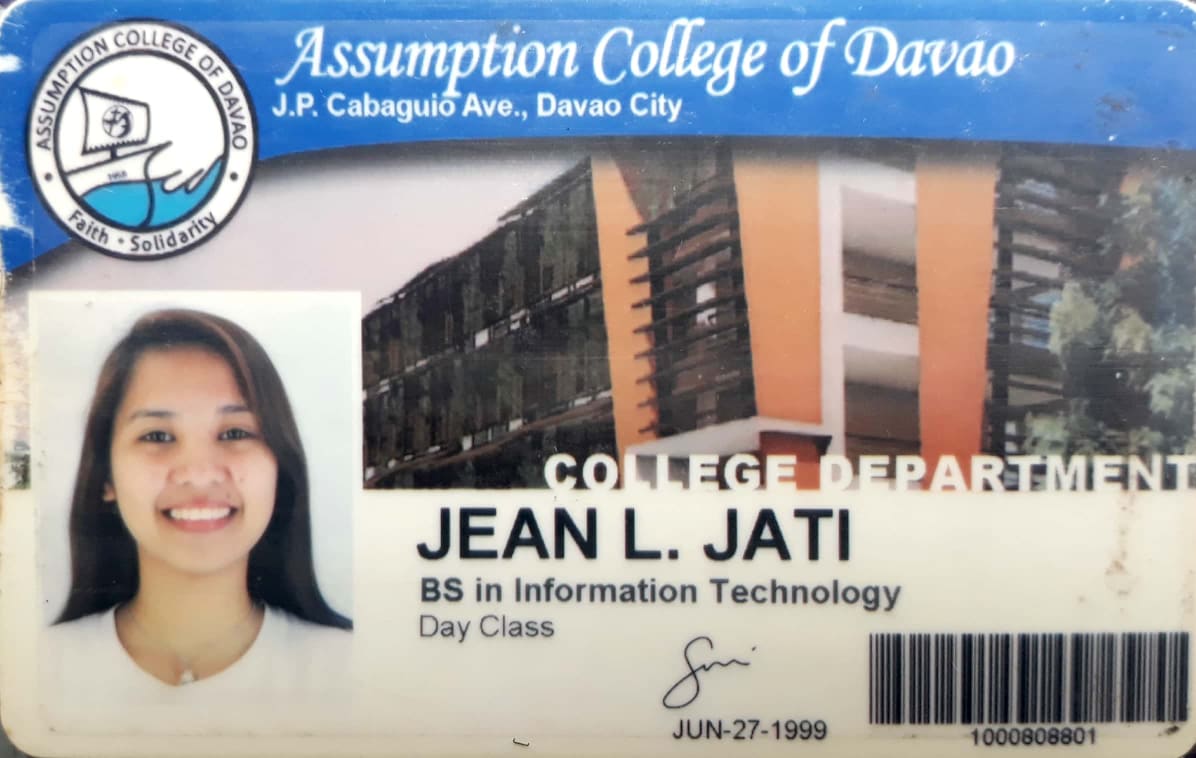 ASSUMPTION COLLEGE OF DAVAO
1958
Faith • Solidarity
Assumption College of Davao
J.P. Cabaguio Ave., Davao City
COLLEGE DEPARTMENT
JEAN L. JATI
BS in Information Technology
Day Class
JUN-27-1999
1000808801